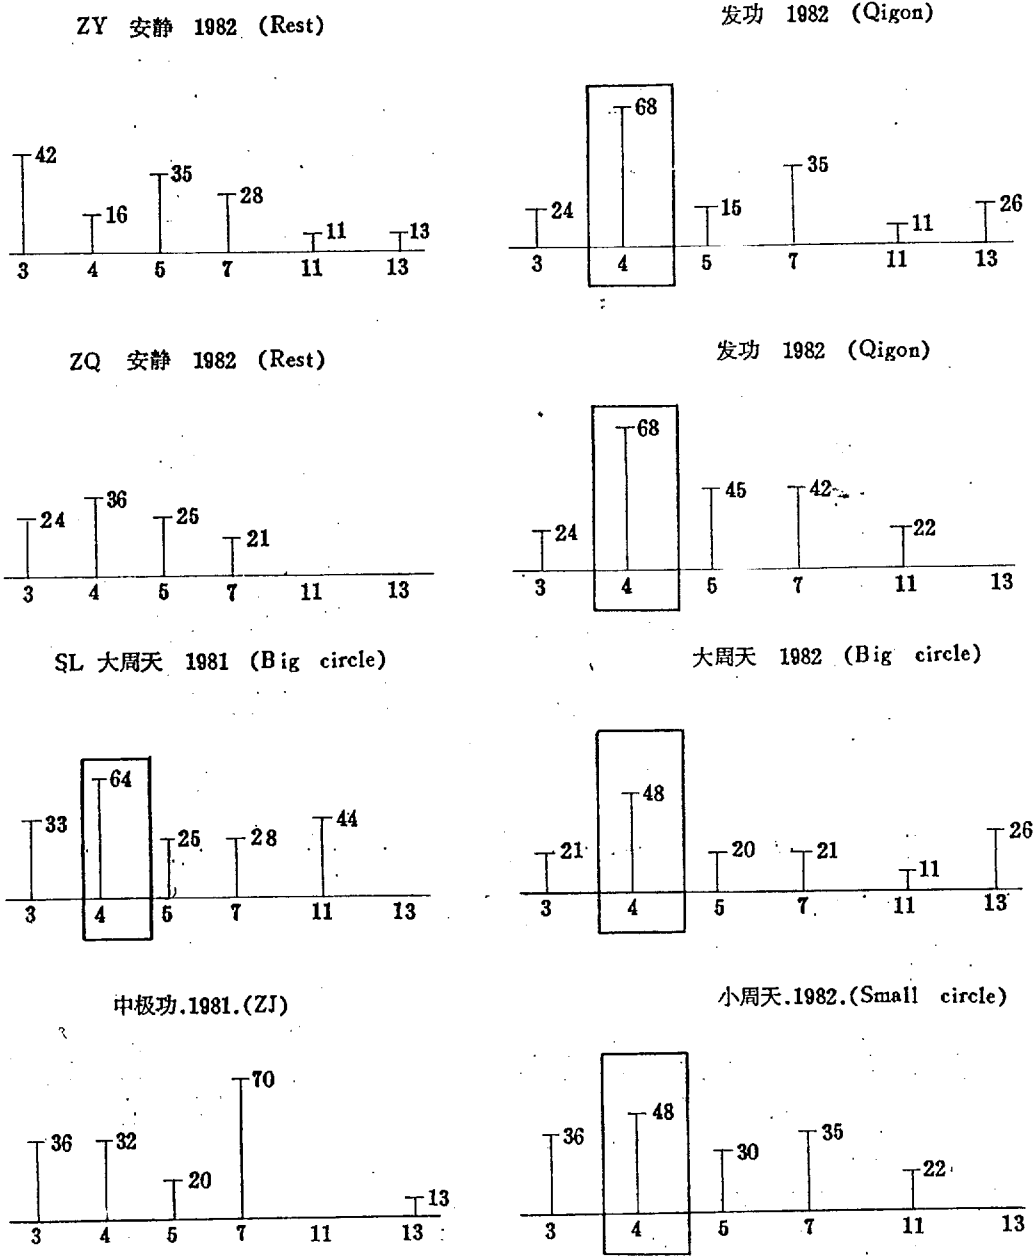 ZY 安静 1982 (Rest)
42 16 35 28 11 13
3 4 5 7 11 13
发功 1982 (Qigon)
24 68 15 35 11 26
3 4 5 7 11 13
ZQ 安静 1982 (Rest)
24 36 25 21
3 4 5 7 11 13
发功 1982 (Qigon)
24 68 45 42 22
3 4 5 7 11 13
SL 大周天 1981 (Big circle)
33 64 25 28 44
3 4 5 7 11 13
大周天 1982 (Big circle)
21 48 20 21 11 26
3 4 5 7 11 13
中极功.1981.(ZJ)
36 32 20 70 13
3 4 5 7 11 13
小周天.1982.(Small circle)
36 48 30 35 22
3 4 5 7 11 13